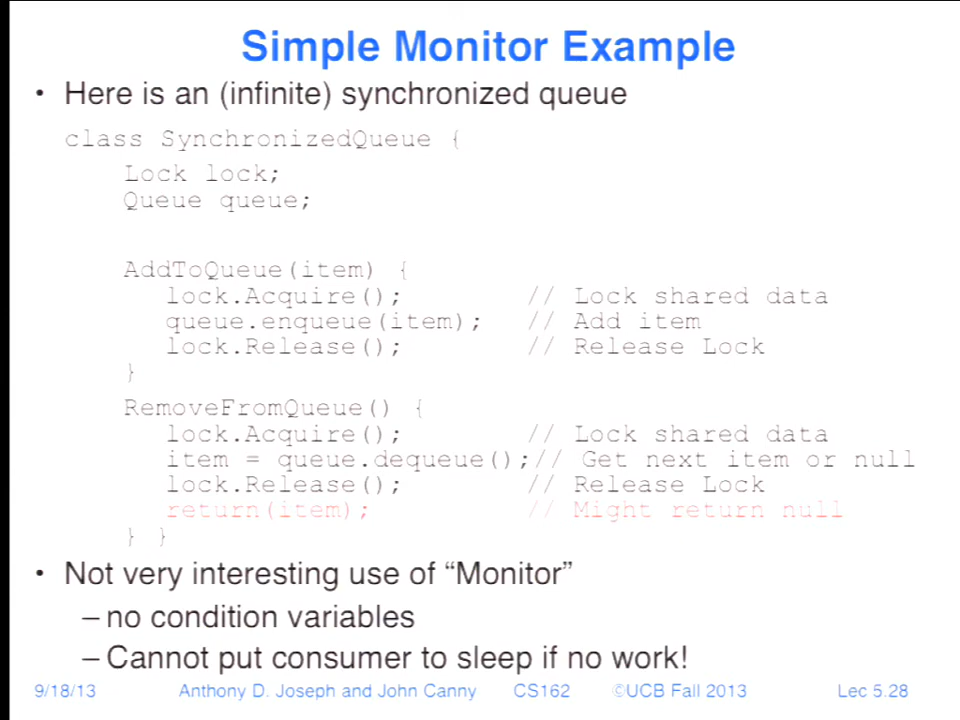 Simple Monitor Example
• Here is an (infinite) synchronized queue
class SynchronizedQueue {
Lock lock;
Queue queue;
AddToQueue(item) {
lock.Acquire(); // Lock shared data
queue.enqueue(item); // Add item
lock.Release(); // Release Lock
}
RemoveFromQueue() {
lock.Acquire(); // Lock shared data
item = queue.dequeue();// Get next item or null
lock.Release(); // Release Lock
return(item); // Might return null
} }
• Not very interesting use of “Monitor”
– no condition variables
– Cannot put consumer to sleep if no work!
9/18/13 Anthony D. Joseph and John Canny CS162 ©UCB Fall 2013 Lec 5.28